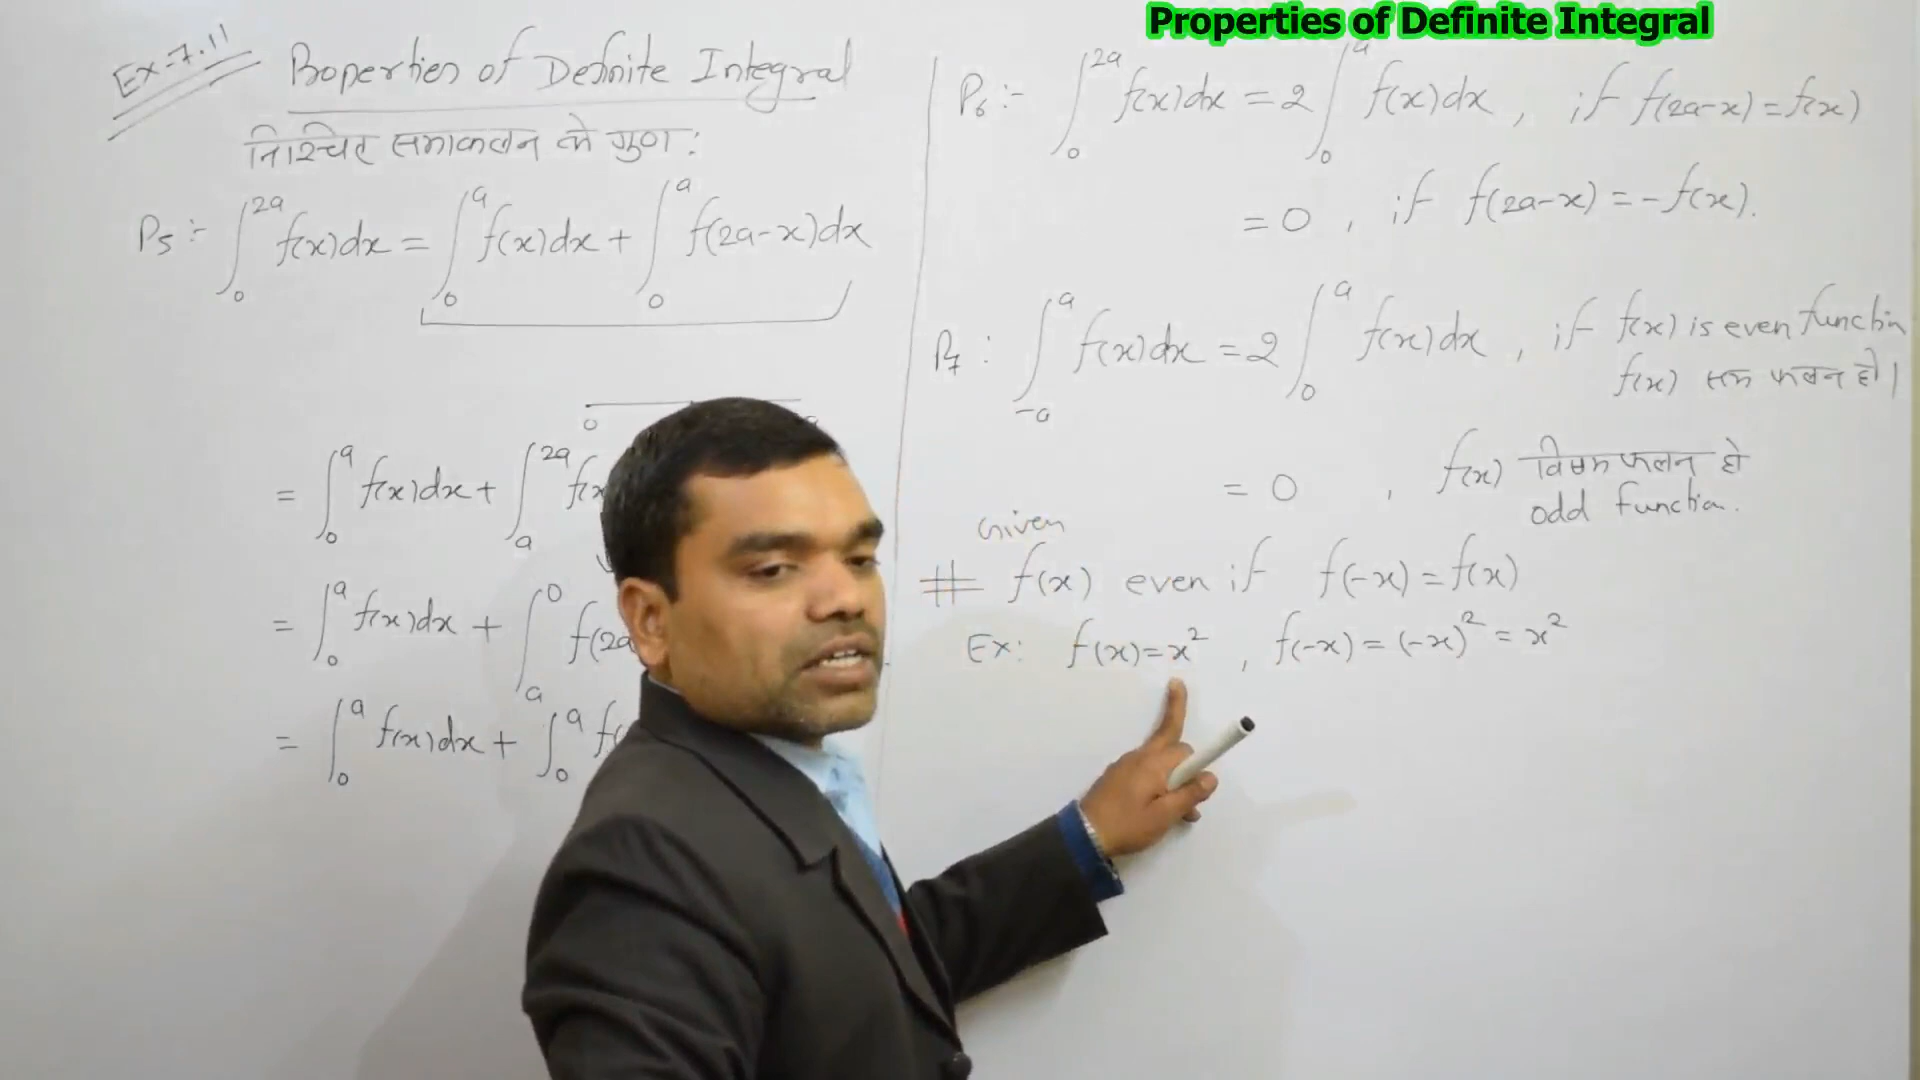 Properties of Definite Integral
Ex-7.11
Properties of Definite Integral
निश्चित समाकलन के गुण :
P₅ :- ∫₀²ᵃ f(x)dx = ∫₀ᵃ f(x)dx + ∫₀ᵃ f(2a-x)dx
0
= ∫₀ᵃ f(x)dx + ∫ₐ²ᵃ f(x
= ∫₀ᵃ f(x)dx + ∫ₐ⁰ f(2a
= ∫₀ᵃ f(x)dx + ∫₀ᵃ f(
P₆ :- ∫₀²ᵃ f(x)dx = 2 ∫₀ᵃ f(x)dx , if f(2a-x) = f(x)
= 0 , if f(2a-x) = -f(x).
P₇ : ∫₋ₐᵃ f(x)dx = 2 ∫₀ᵃ f(x)dx , if f(x) is even function
f(x) सम फलन हो।
= 0 , f(x) विषम फलन हो
odd function.
Given
# f(x) even if f(-x) = f(x)
Ex: f(x) = x² , f(-x) = (-x)² = x²